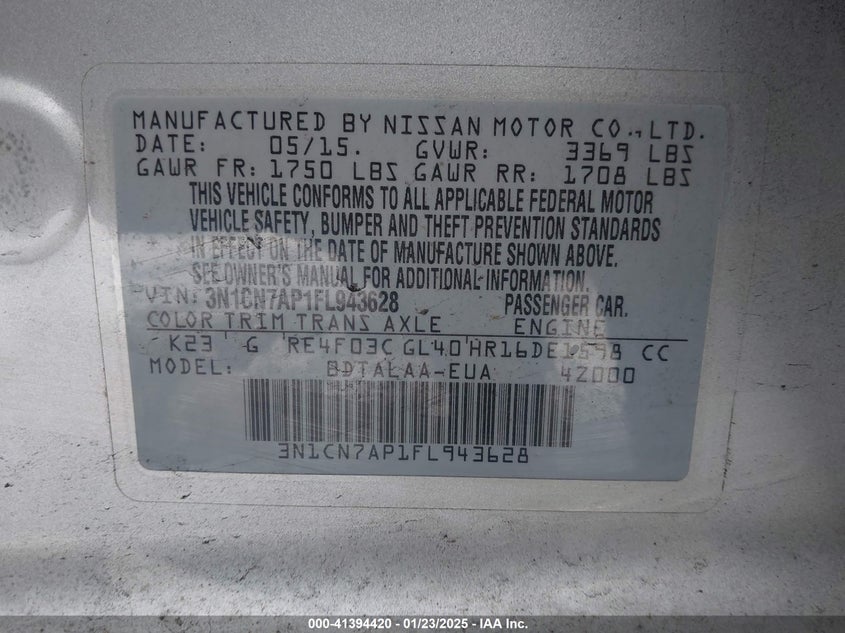 MANUFACTURED BY NISSAN MOTOR CO., LTD.
DATE: 05/15. GVWR: 3369 LBS
GAWR FR: 1750 LBS GAWR RR: 1708 LBS
THIS VEHICLE CONFORMS TO ALL APPLICABLE FEDERAL MOTOR
VEHICLE SAFETY, BUMPER AND THEFT PREVENTION STANDARDS
IN EFFECT ON THE DATE OF MANUFACTURE SHOWN ABOVE.
SEE OWNER'S MANUAL FOR ADDITIONAL INFORMATION.
VIN: 3N1CN7AP1FL943628 PASSENGER CAR.
COLOR TRIM TRANS AXLE ENGINE
K23 G RE4F03C GL40 HR16DE1598 CC
MODEL: BDTALAA-EUA 42000
3N1CN7AP1FL943628
000-41394420 - 01/23/2025 - IAA Inc.